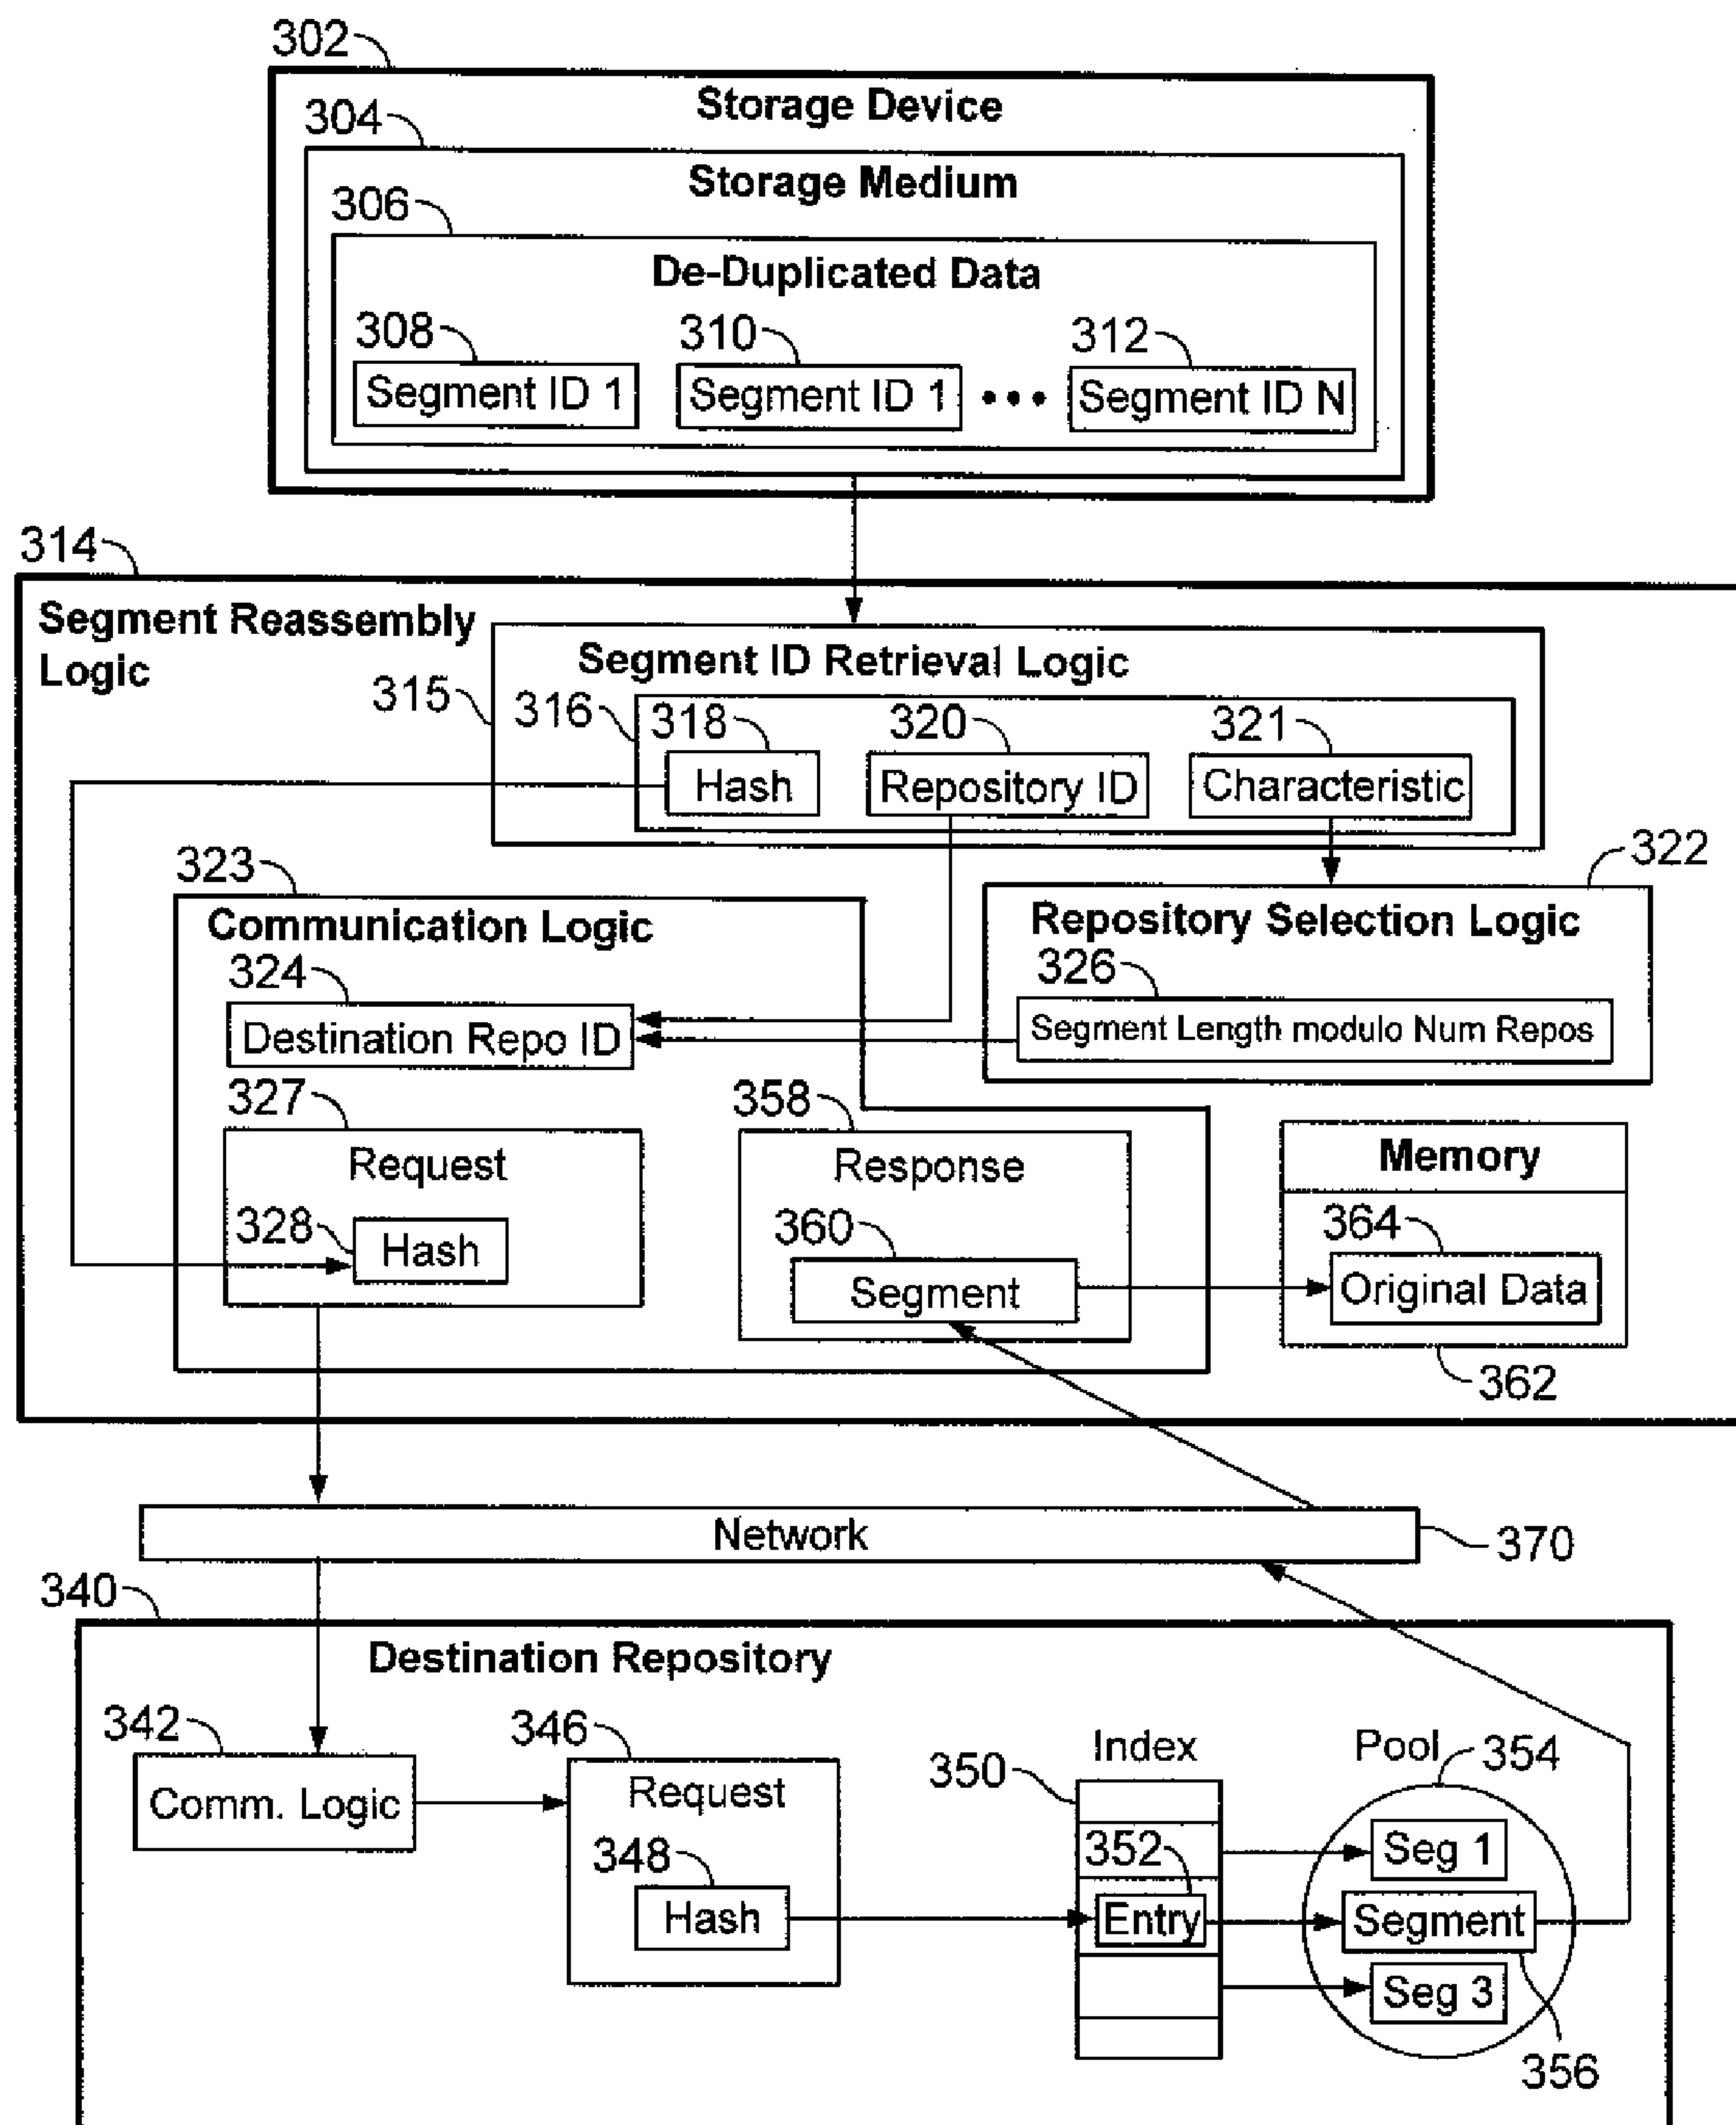 302
Storage Device
304
Storage Medium
306
De-Duplicated Data
308
310
312
Segment ID 1
Segment ID 1
•••
Segment ID N
314
Segment Reassembly
Logic
Segment ID Retrieval Logic
315
316
318
320
321
Hash
Repository ID
Characteristic
322
323
Communication Logic
Repository Selection Logic
324
326
Destination Repo ID
Segment Length modulo Num Repos
327
358
Request
Response
Memory
328
Hash
360
Segment
364
Original Data
362
Network
370
340
Destination Repository
342
346
Index
Pool
354
350
Comm. Logic
Request
348
Hash
352
Entry
Seg 1
Segment
Seg 3
356